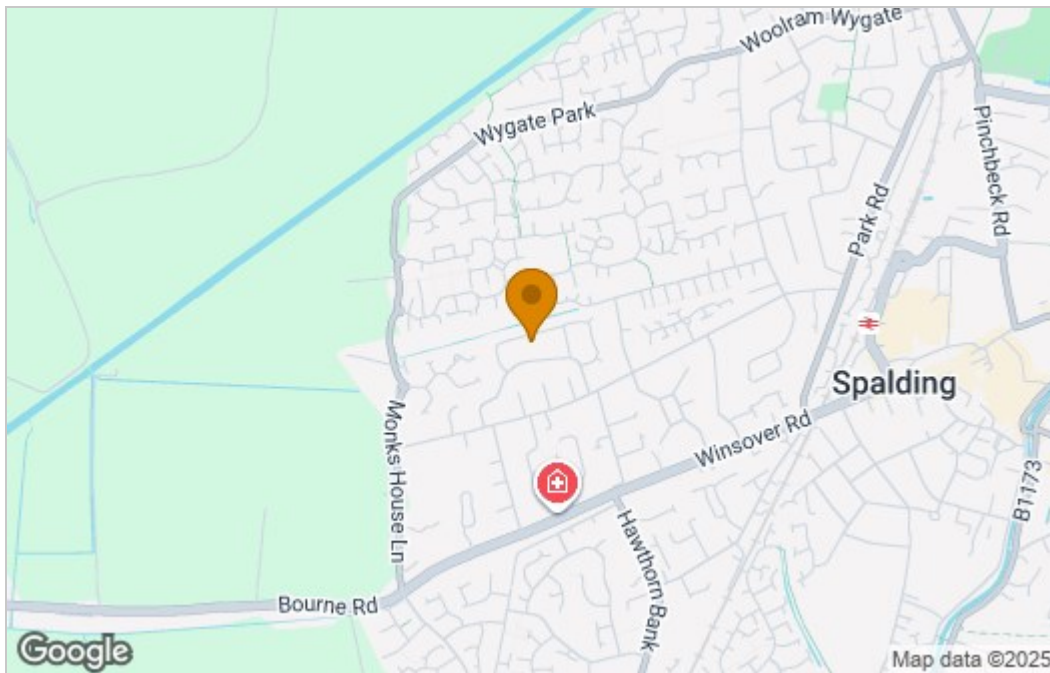 Woolram Wygate
Wygate Park
Pinchbeck Rd
Park Rd
Spalding
Winsover Rd
Monks House Ln
B1173
Hawthorn Bank
Bourne Rd
Google
Map data ©2025